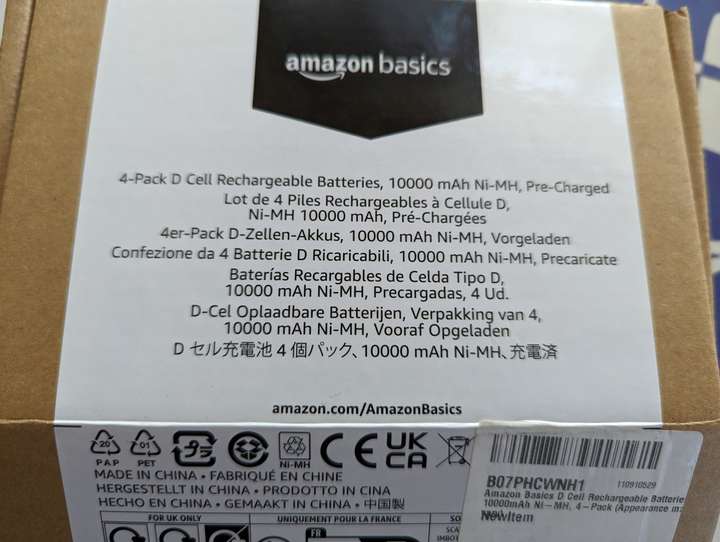 amazon basics
4-Pack D Cell Rechargeable Batteries, 10000 mAh Ni-MH, Pre-Charged
Lot de 4 Piles Rechargeables à Cellule D,
Ni-MH 10000 mAh, Pré-Chargées
4er-Pack D-Zellen-Akkus, 10000 mAh Ni-MH, Vorgeladen
Confezione da 4 Batterie D Ricaricabili, 10000 mAh Ni-MH, Precaricate
Baterías Recargables de Celda Tipo D,
10000 mAh Ni-MH, Precargadas, 4 Ud.
D-Cel Oplaadbare Batterijen, Verpakking van 4,
10000 mAh Ni-MH, Vooraf Opgeladen
D セル充電池 4 個パック、10000 mAh Ni-MH、充電済
amazon.com/AmazonBasics
20 01 プラ CE UK CA
PAP PET Ni-MH
MADE IN CHINA • FABRIQUÉ EN CHINE
HERGESTELLT IN CHINA • PRODOTTO IN CINA
HECHO EN CHINA • GEMAAKT IN CHINA • 中国製
FOR UK ONLY UNIQUEMENT POUR LA FRANCE
FR
B07PHCWNH1 110910529
Amazon Basics D Cell Rechargeable Batterie
10000mAh Ni-MH, 4-Pack (Appearance
NewItem